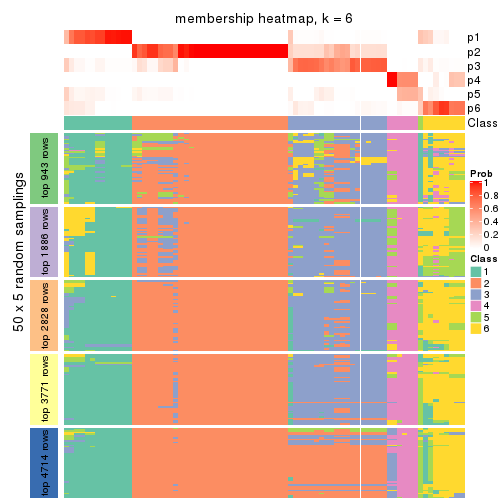 membership heatmap, k = 6
p1
p2
p3
p4
p5
p6
Class
50 x 5 random samplings
top 943 rows
top 1886 rows
top 2828 rows
top 3771 rows
top 4714 rows
Prob
1
0.8
0.6
0.4
0.2
0
Class
1
2
3
4
5
6